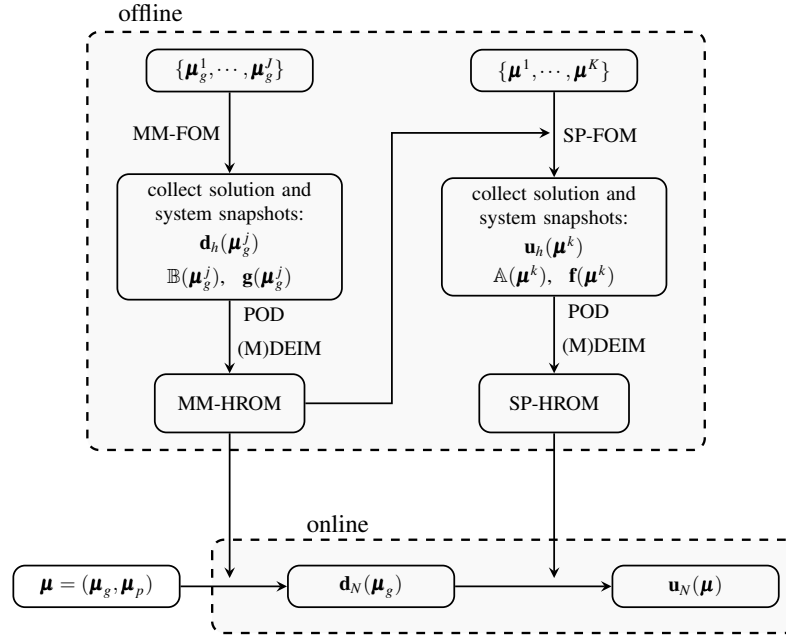 offline
{μ_g^1, ⋯, μ_g^J}
MM-FOM
collect solution and
system snapshots:
d_h(μ_g^j)
𝔹(μ_g^j), g(μ_g^j)
POD
(M)DEIM
MM-HROM
{μ^1, ⋯, μ^K}
SP-FOM
collect solution and
system snapshots:
u_h(μ^k)
𝔸(μ^k), f(μ^k)
POD
(M)DEIM
SP-HROM
online
μ = (μ_g, μ_p)
d_N(μ_g)
u_N(μ)